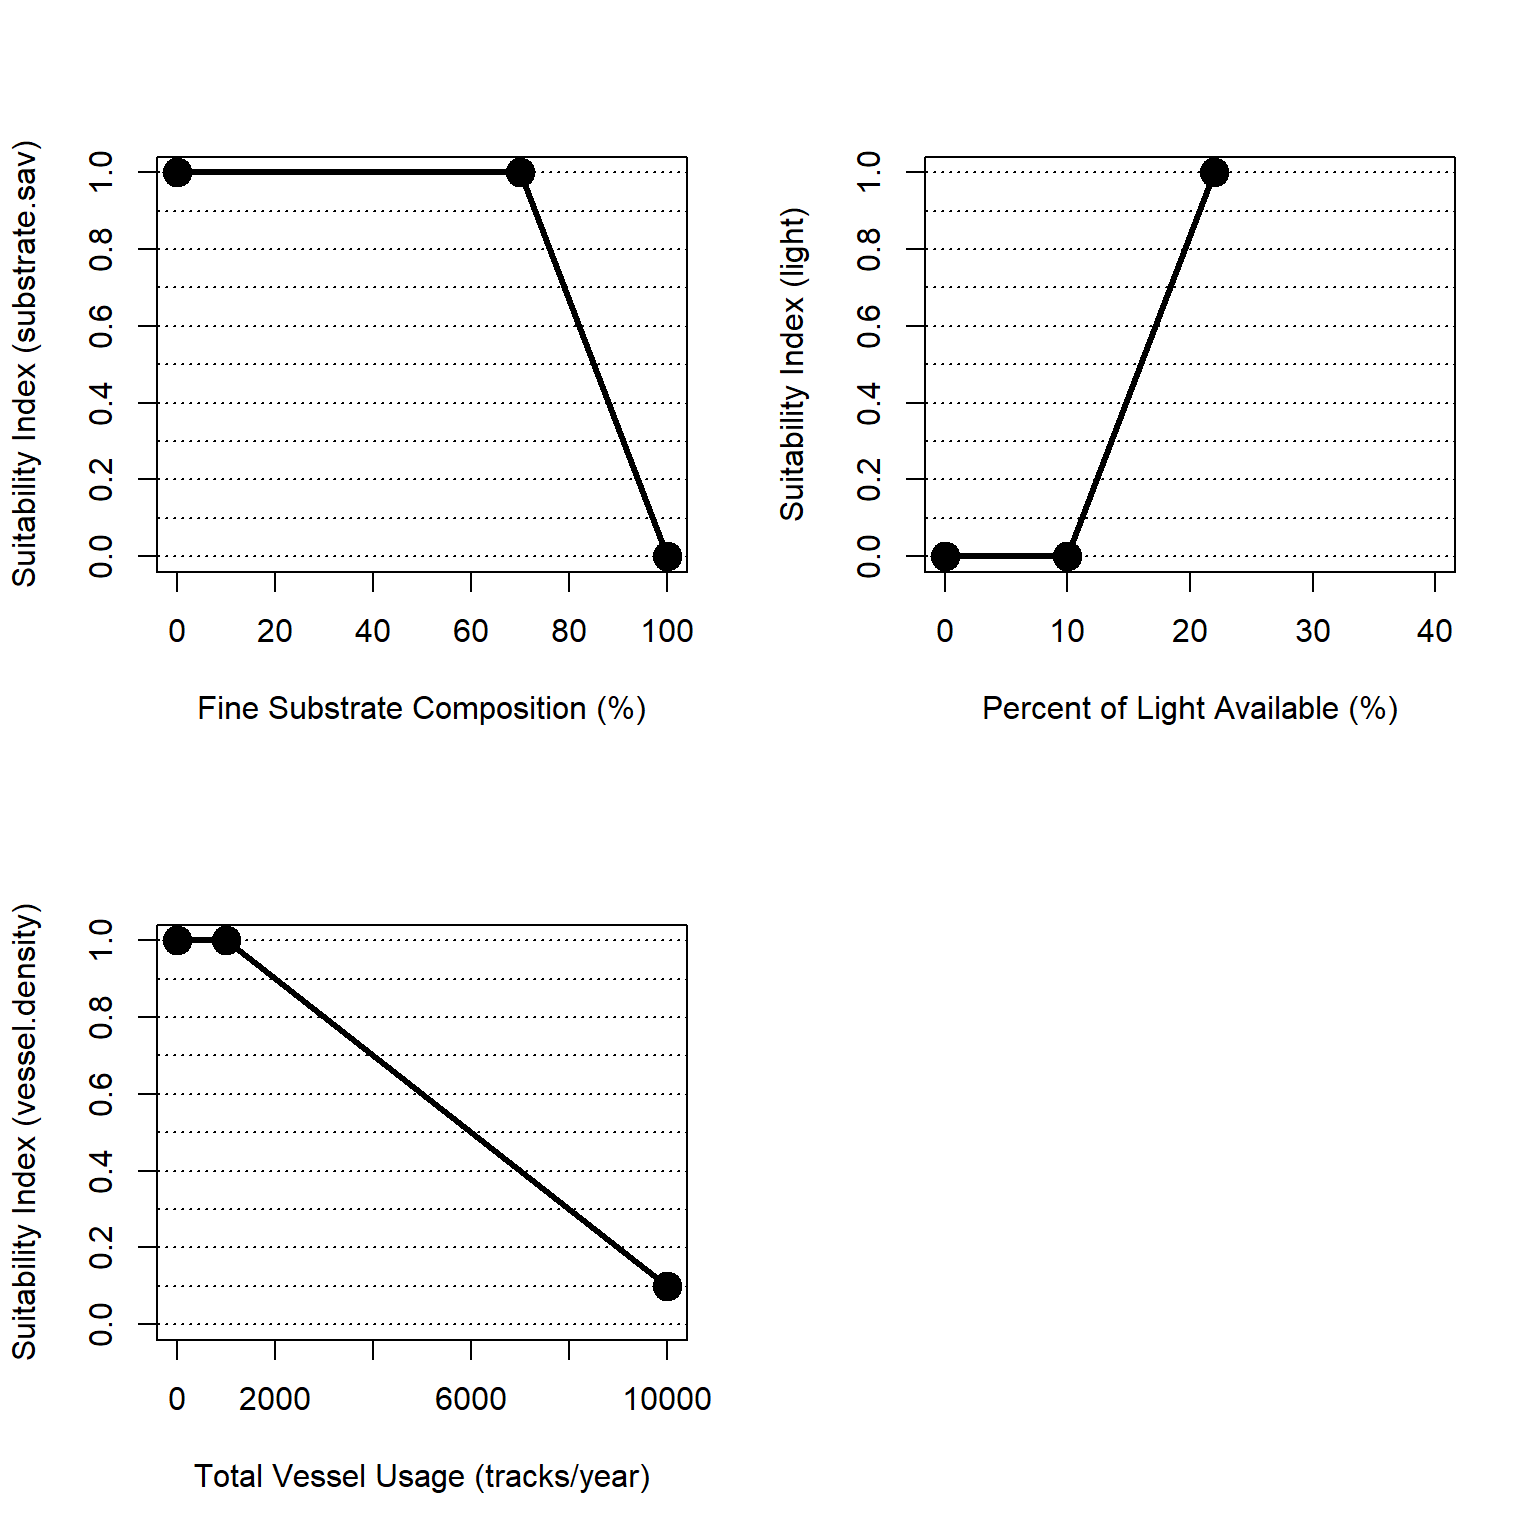 Suitability Index (substrate.sav)
1.0
0.8
0.6
0.4
0.2
0.0
0 20 40 60 80 100
Fine Substrate Composition (%)
Suitability Index (light)
1.0
0.8
0.6
0.4
0.2
0.0
0 10 20 30 40
Percent of Light Available (%)
Suitability Index (vessel.density)
1.0
0.8
0.6
0.4
0.2
0.0
0 2000 6000 10000
Total Vessel Usage (tracks/year)